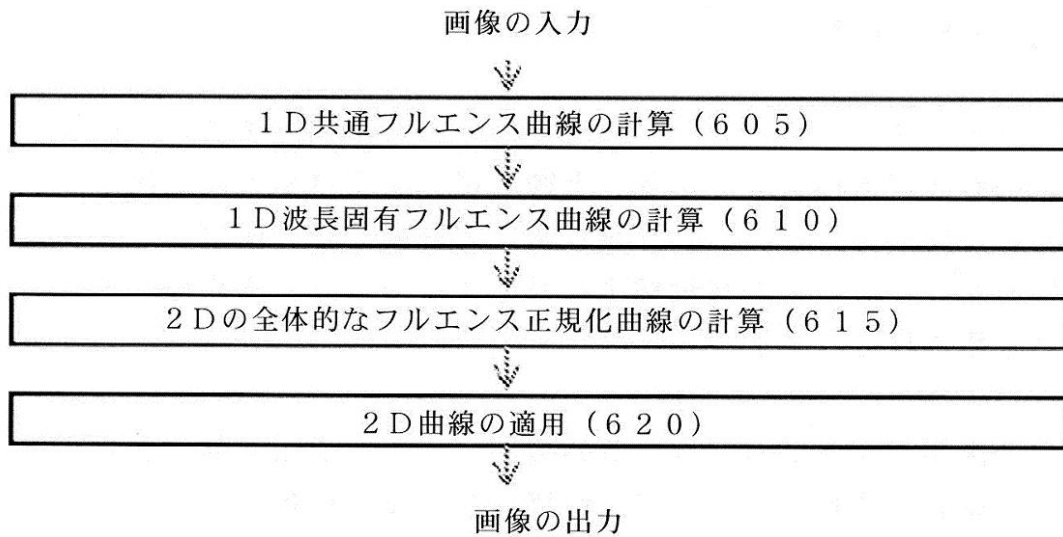 画像の入力
1D共通フルエンス曲線の計算（605）
1D波長固有フルエンス曲線の計算（610）
2Dの全体的なフルエンス正規化曲線の計算（615）
2D曲線の適用（620）
画像の出力